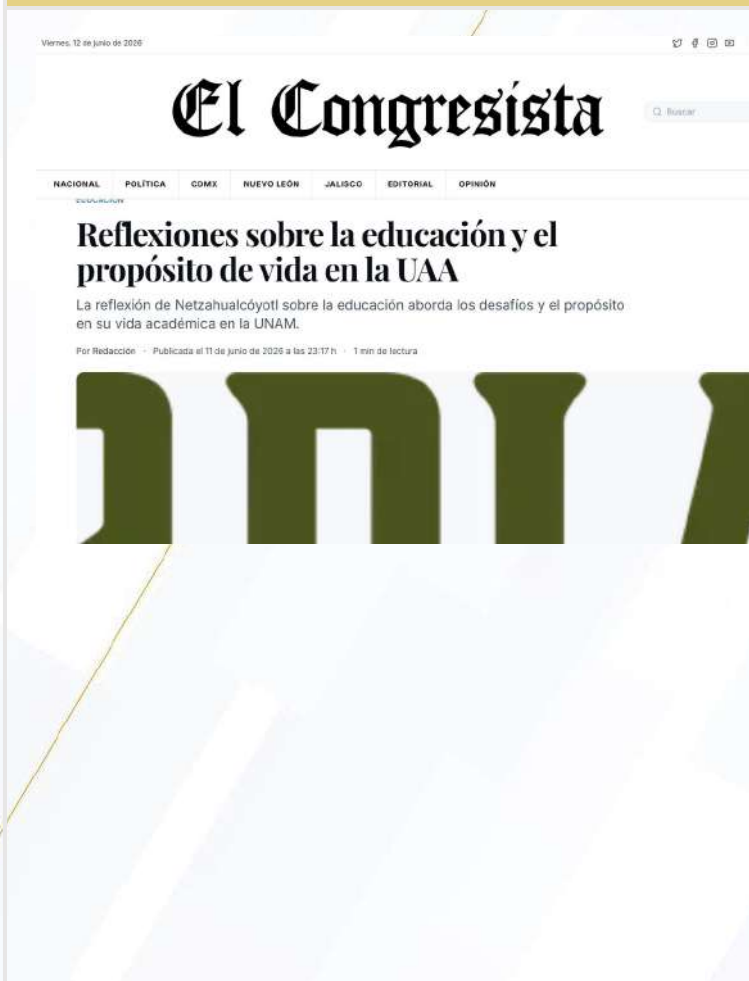 Viernes, 12 de junio de 2026
El Congresista
Buscar
NACIONAL POLÍTICA CDMX NUEVO LEÓN JALISCO EDITORIAL OPINIÓN
EDUCACIÓN
Reflexiones sobre la educación y el
propósito de vida en la UAA
La reflexión de Netzahualcóyotl sobre la educación aborda los desafíos y el propósito
en su vida académica en la UNAM.
Por Redacción · Publicada el 11 de junio de 2026 a las 23:17 h · 1 min de lectura